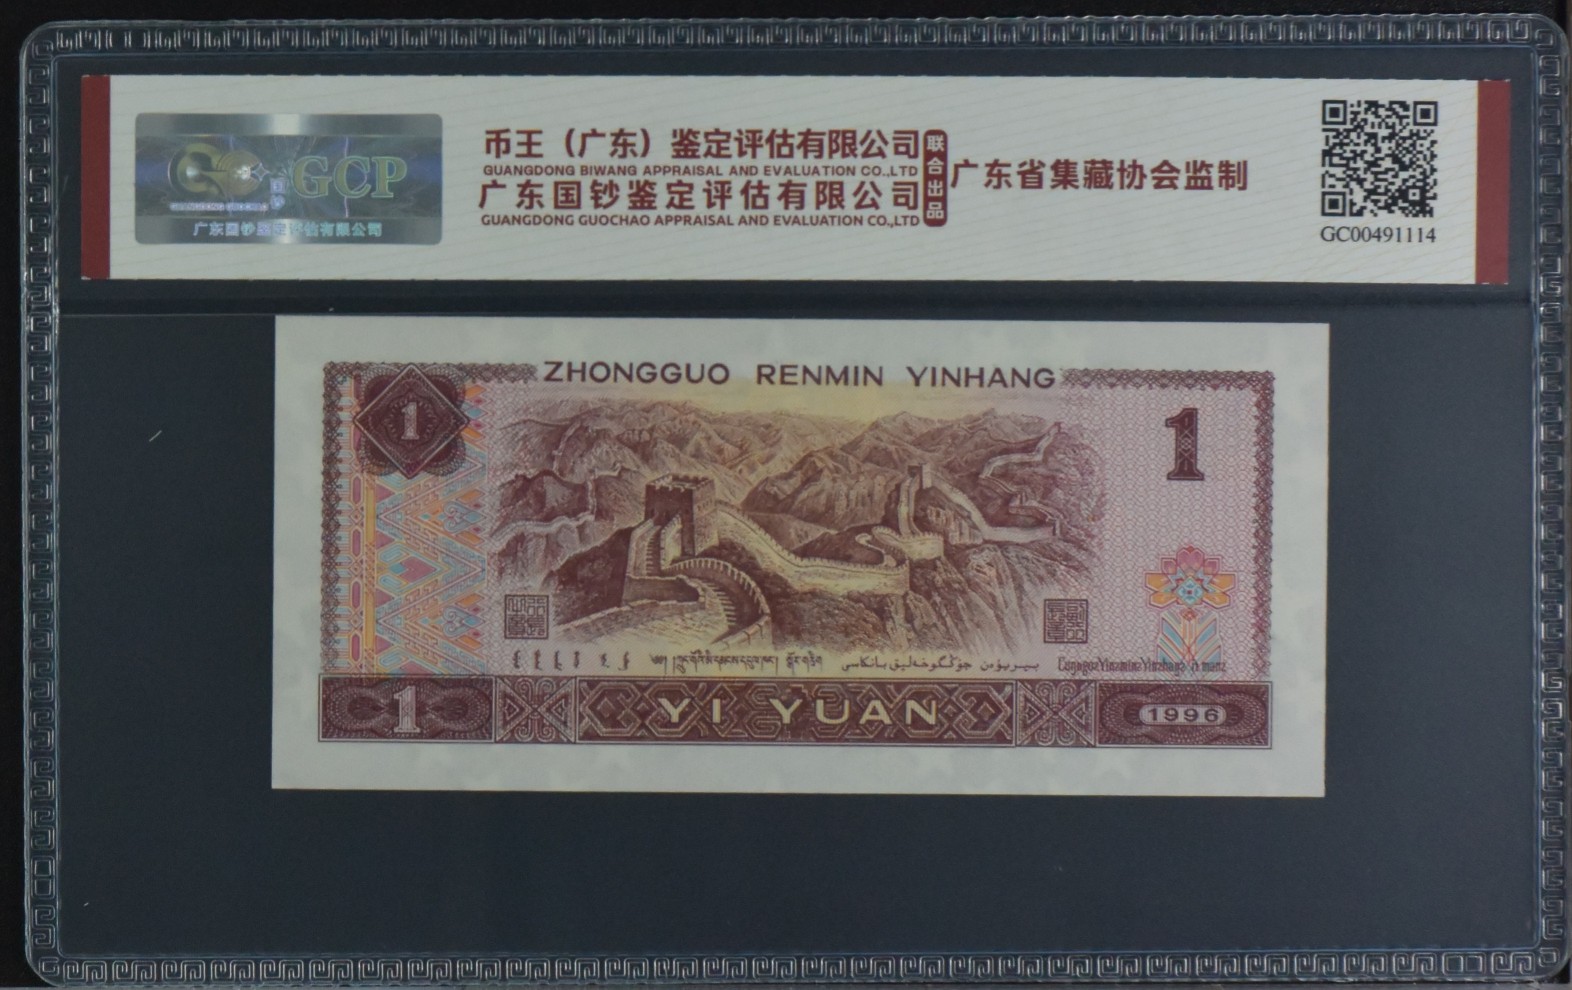 GCP
广东国钞鉴定评估有限公司
币王（广东）鉴定评估有限公司
GUANGDONG BIWANG APPRAISAL AND EVALUATION CO.,LTD
广东国钞鉴定评估有限公司
GUANGDONG GUOCHAO APPRAISAL AND EVALUATION CO.,LTD
联合出品
广东省集藏协会监制
GC00491114
ZHONGGUO RENMIN YINHANG
1
1
1
YI YUAN
1996